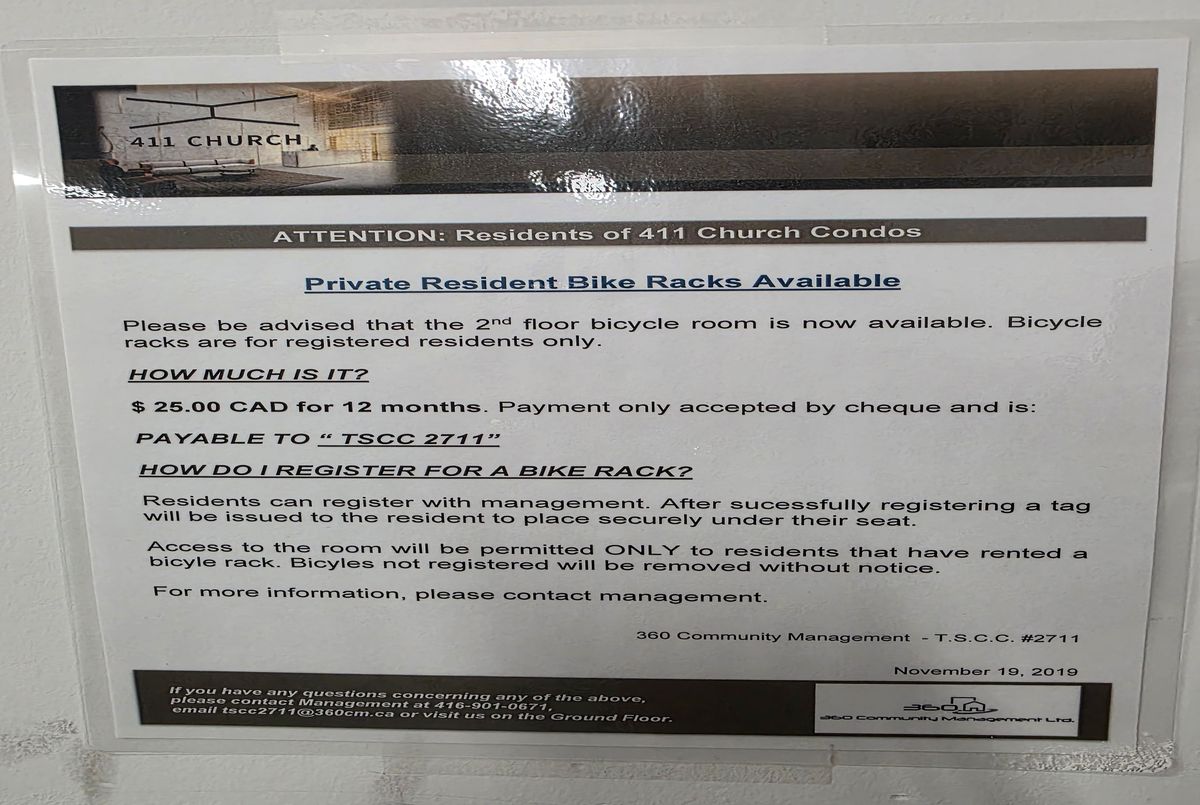 411 CHURCH
ATTENTION: Residents of 411 Church Condos
Private Resident Bike Racks Available
Please be advised that the 2nd floor bicycle room is now available. Bicycle
racks are for registered residents only.
HOW MUCH IS IT?
$ 25.00 CAD for 12 months. Payment only accepted by cheque and is:
PAYABLE TO “ TSCC 2711”
HOW DO I REGISTER FOR A BIKE RACK?
Residents can register with management. After sucessfully registering a tag
will be issued to the resident to place securely under their seat.
Access to the room will be permitted ONLY to residents that have rented a
bicyle rack. Bicyles not registered will be removed without notice.
For more information, please contact management.
360 Community Management - T.S.C.C. #2711
November 19, 2019
If you have any questions concerning any of the above,
please contact Management at 416-901-0671,
email tscc2711@360cm.ca or visit us on the Ground Floor.
360
360 Community Management Ltd.